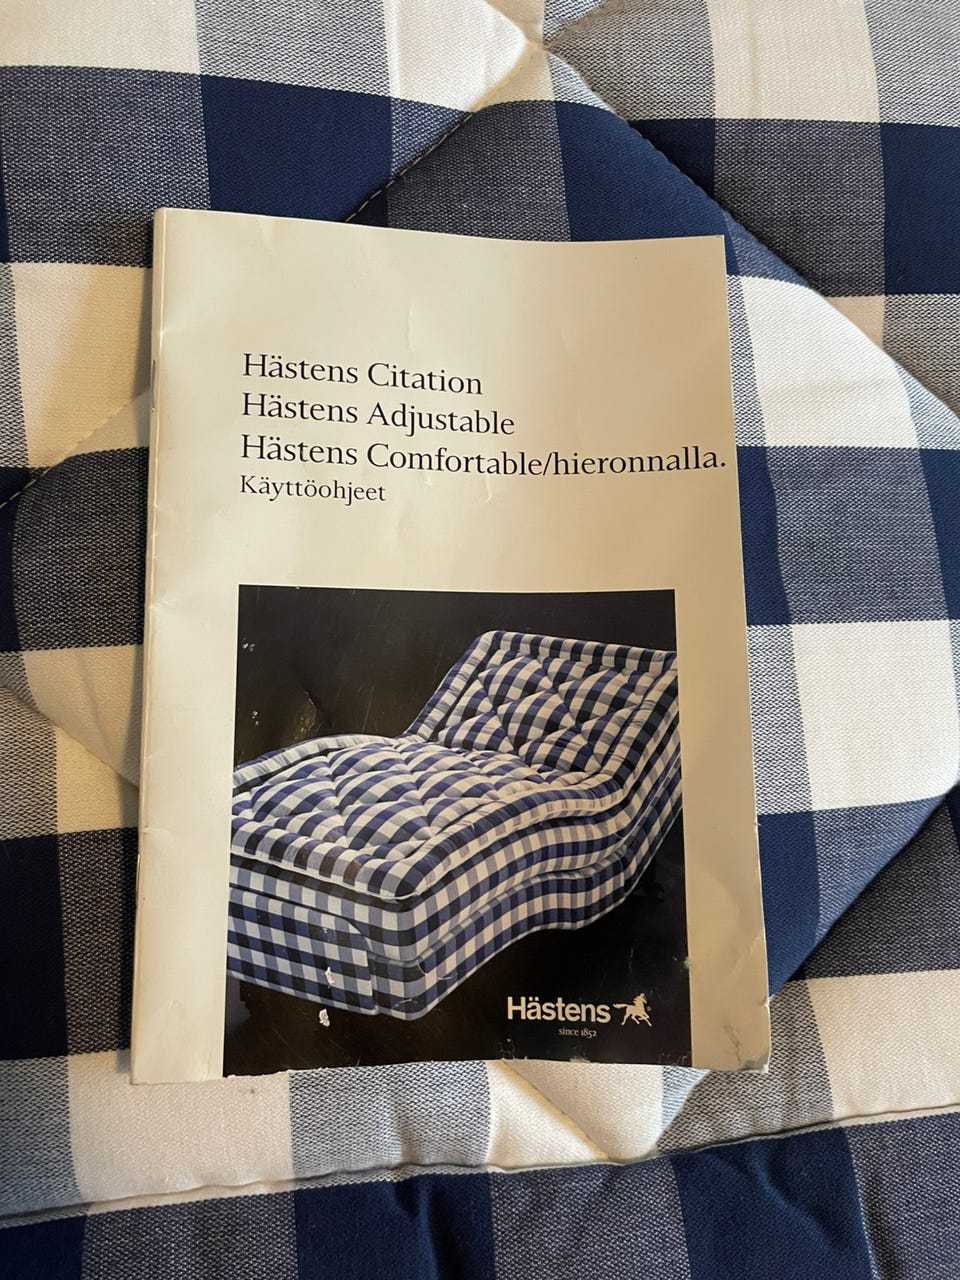 Hästens Citation
Hästens Adjustable
Hästens Comfortable/hieronnalla.
Käyttöohjeet
Hästens
since 1852